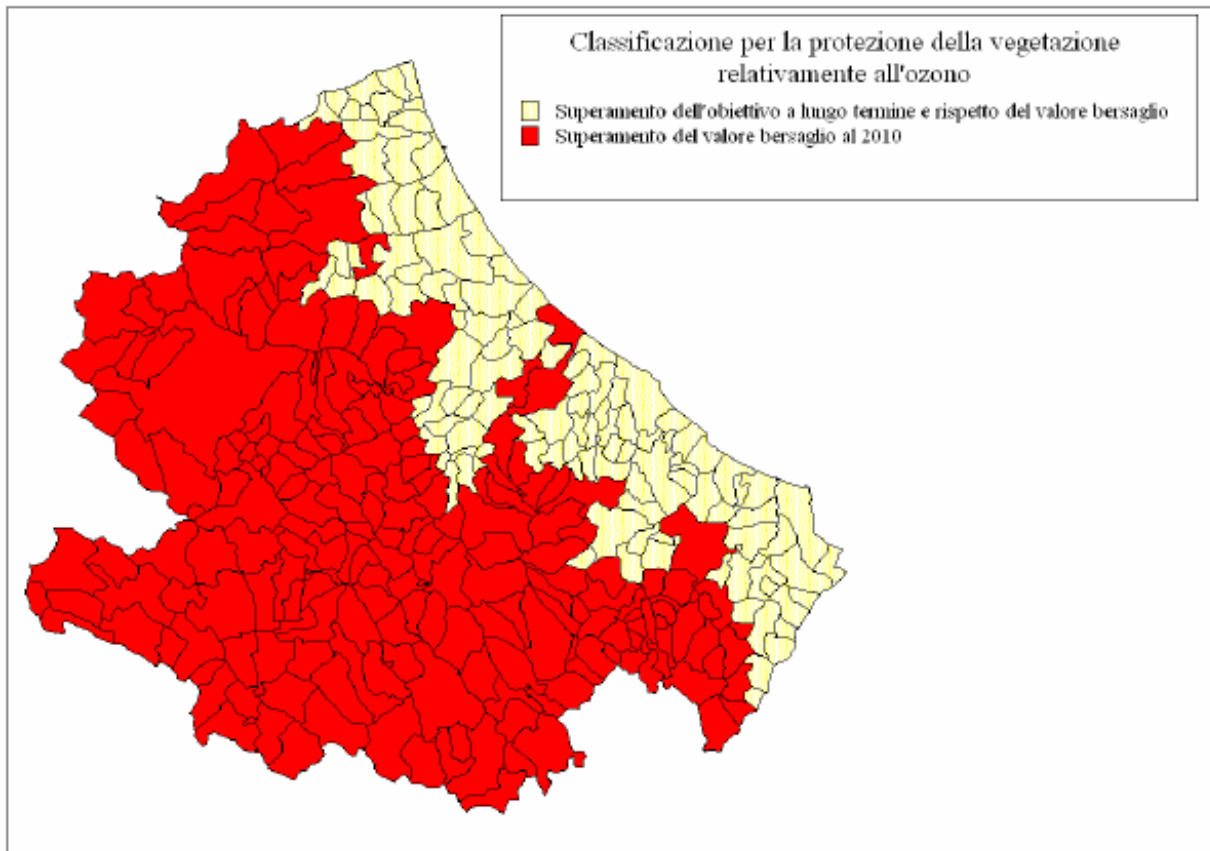 Classificazione per la protezione della vegetazione
relativamente all'ozono
Superamento dell'obiettivo a lungo termine e rispetto del valore bersaglio
Superamento del valore bersaglio al 2010